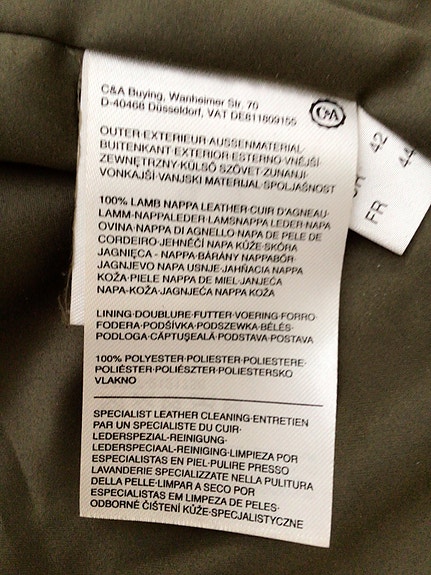 C&A Buying, Wanheimer Str. 70
D-40468 Düsseldorf, VAT DE811809155
C&A
OUTER·EXTERIEUR·AUSSENMATERIAL·
BUITENKANT·EXTERIOR·ESTERNO·VNĚJŠÍ·
ZEWNĘTRZNY·KÜLSŐ SZÖVET·ZUNANJI·
VONKAJŠÍ·VANJSKI MATERIJAL·SPOLJAŠNOST
100% LAMB NAPPA LEATHER·CUIR D'AGNEAU·
LAMM-NAPPALEDER·LAMSNAPPA LEDER·NAPA
OVINA·NAPPA DI AGNELLO·NAPA DE PELE DE
CORDEIRO·JEHNĚČÍ NAPA KŮŽE·SKÓRA
JAGNIĘCA - NAPPA·BÁRÁNY NAPPABŐR·
JAGNJEVO NAPA USNJE·JAHŇACIA NAPPA
KOŽA·PIELE NAPPA DE MIEL·JANJEĆA
NAPA-KOŽA·JAGNJEĆA NAPPA KOŽA
LINING·DOUBLURE·FUTTER·VOERING·FORRO·
FODERA·PODŠÍVKA·PODSZEWKA·BÉLÉS·
PODLOGA·CĂPTUŞEALĂ·PODSTAVA·POSTAVA
100% POLYESTER·POLIESTER·POLIESTERE·
POLIÉSTER·POLIÉSZTER·POLIESTERSKO
VLAKNO
SPECIALIST LEATHER CLEANING·ENTRETIEN
PAR UN SPECIALISTE DU CUIR·
LEDERSPEZIAL-REINIGUNG·
LEDERSPECIAAL-REINIGING·LIMPIEZA POR
ESPECIALISTAS EN PIEL·PULIRE PRESSO
LAVANDERIE SPECIALIZZATE NELLA PULITURA
DELLA PELLE·LIMPAR A SECO POR
ESPECIALISTAS EM LIMPEZA DE PELES·
ODBORNÉ ČIŠTENÍ KŮŽE·SPECJALISTYCZNE
42
FR 44